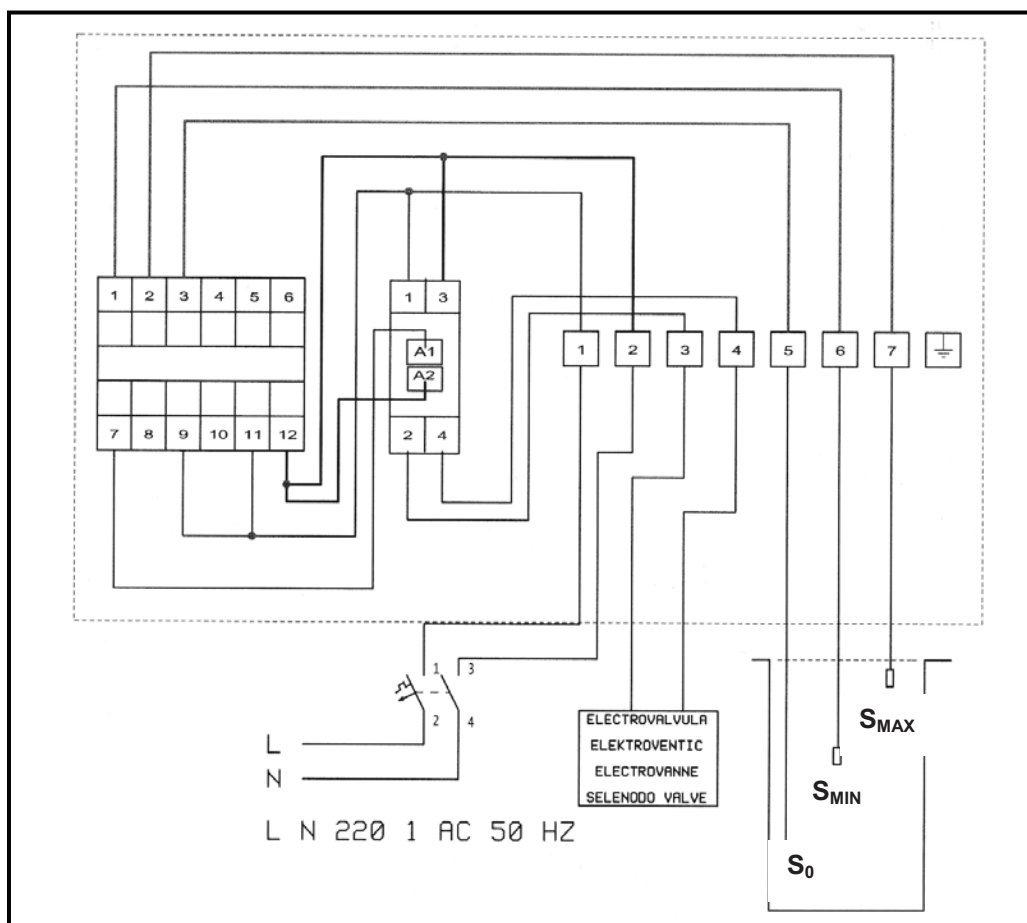 1 2 3 4 5 6
1 3
A1
A2
1 2 3 4 5 6 7
7 8 9 10 11 12
2 4
1 3
2 4
L
N
ELECTROVALVULA
ELEKTROVENTIC
ELECTROVANNE
SELENODO VALVE
L N 220 1 AC 50 HZ
SMAX
SMIN
S0